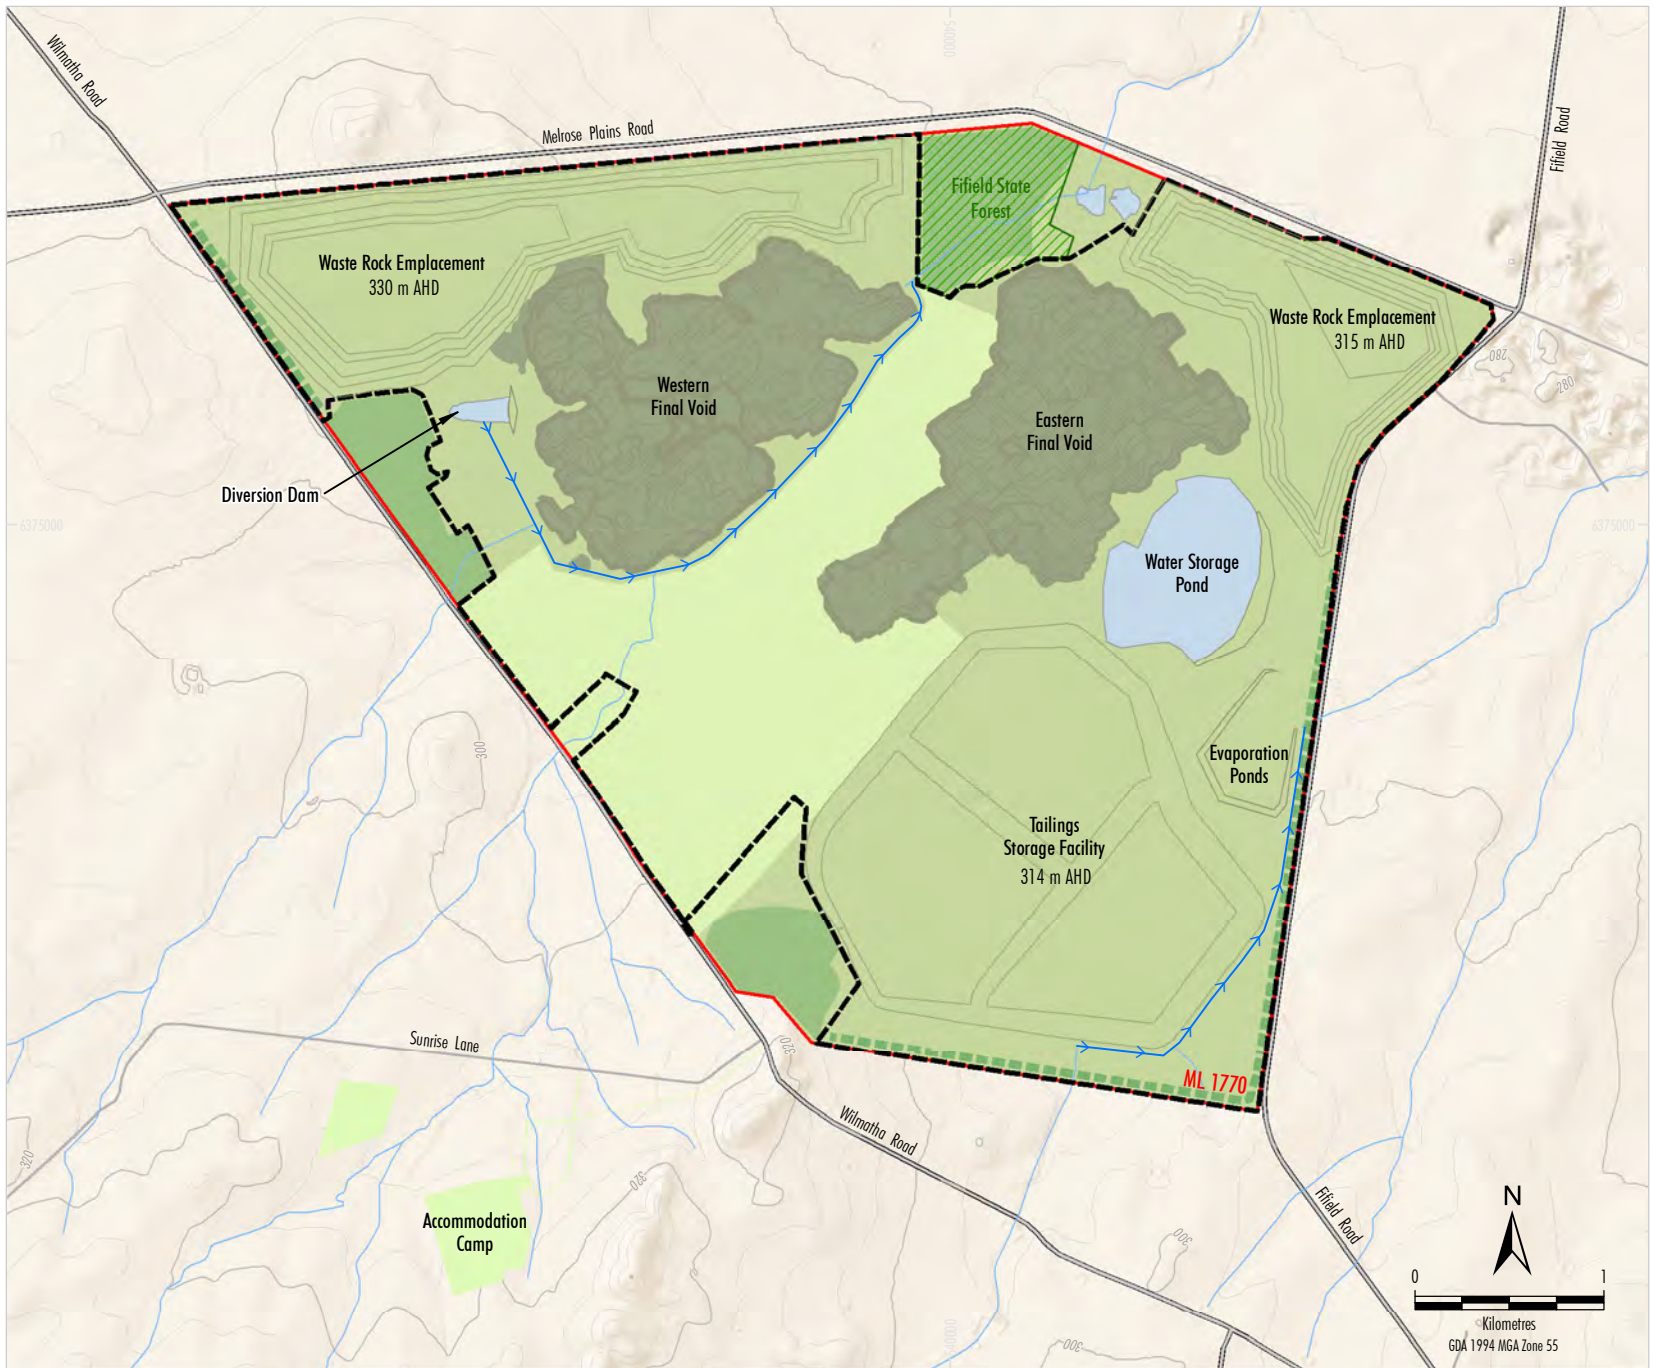 540000
Wilmatha Road
Melrose Plains Road
Fifield Road
Fifield State
Forest
Waste Rock Emplacement
330 m AHD
Waste Rock Emplacement
315 m AHD
280
280
Western
Final Void
Eastern
Final Void
Diversion Dam
6375000
6375000
Water Storage
Pond
300
Evaporation
Ponds
Tailings
Storage Facility
314 m AHD
Sunrise Lane
320
ML 1770
Wilmatha Road
320
320
Fifield Road
Accommodation
Camp
300
300
N
0 1
Kilometres
GDA 1994 MGA Zone 55